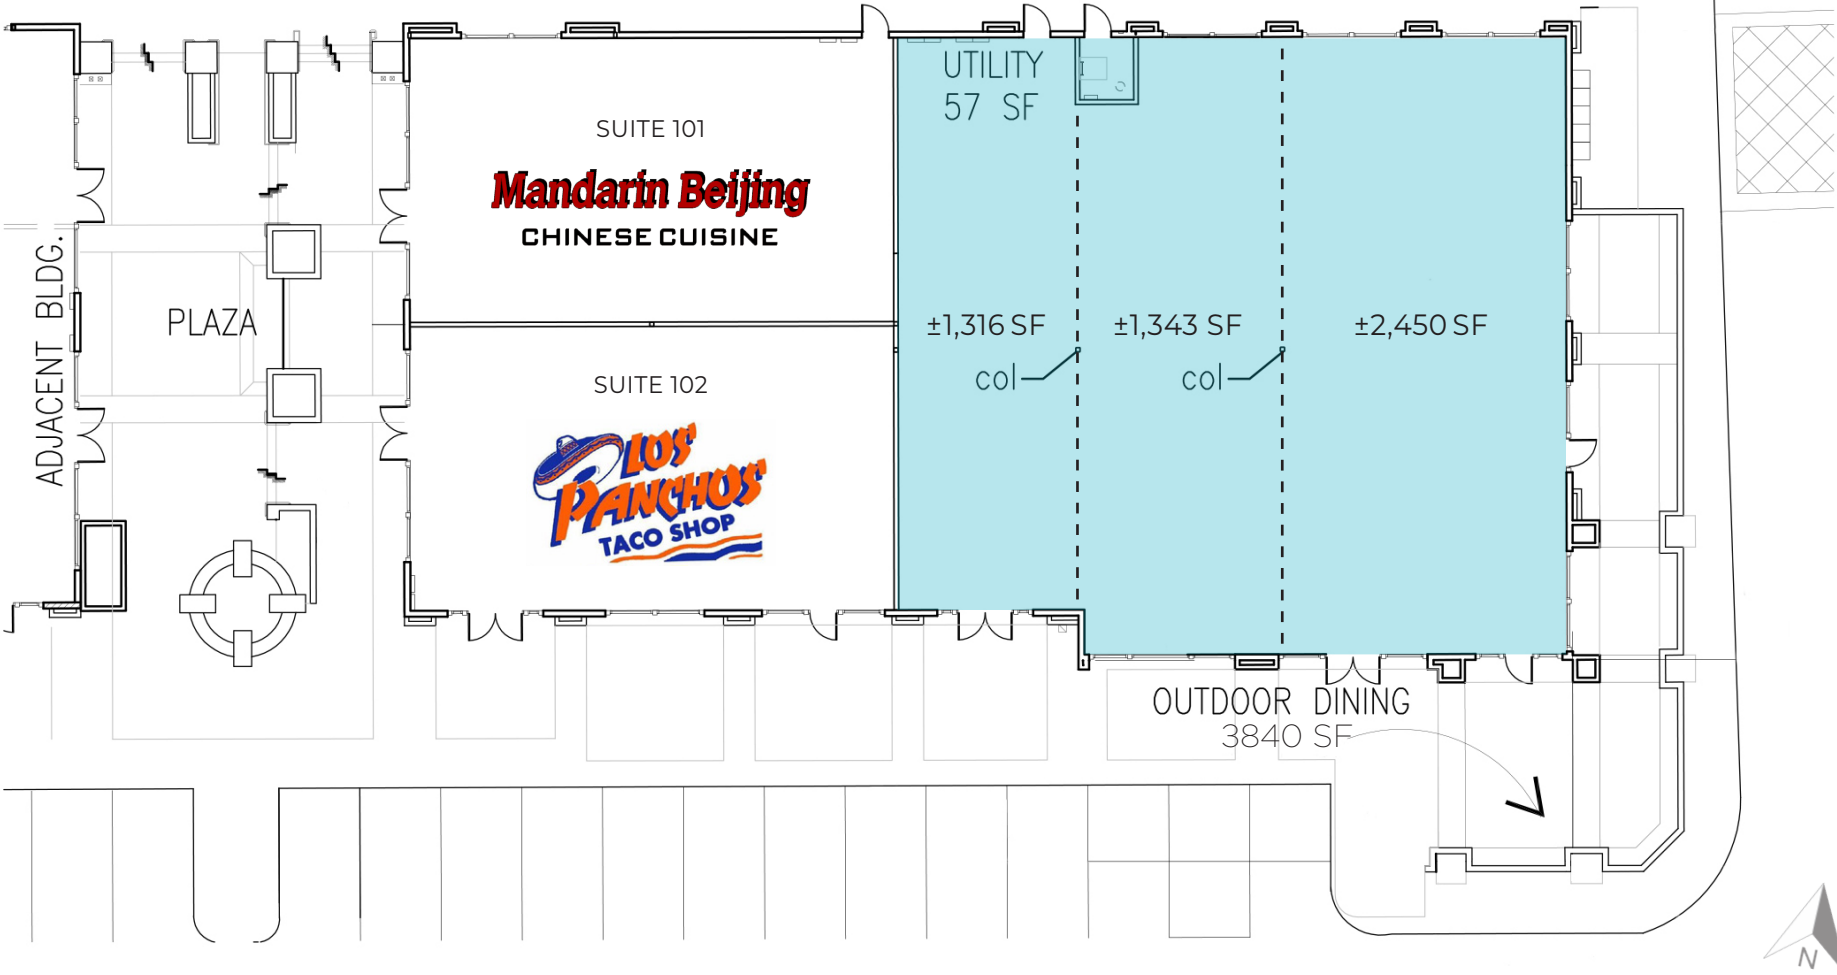 UTILITY
57 SF
SUITE 101
Mandarin Beijing
CHINESE CUISINE
ADJACENT BLDG.
PLAZA
±1,316 SF
±1,343 SF
±2,450 SF
col
col
SUITE 102
LOS
PANCHOS
TACO SHOP
OUTDOOR DINING
3840 SF
N